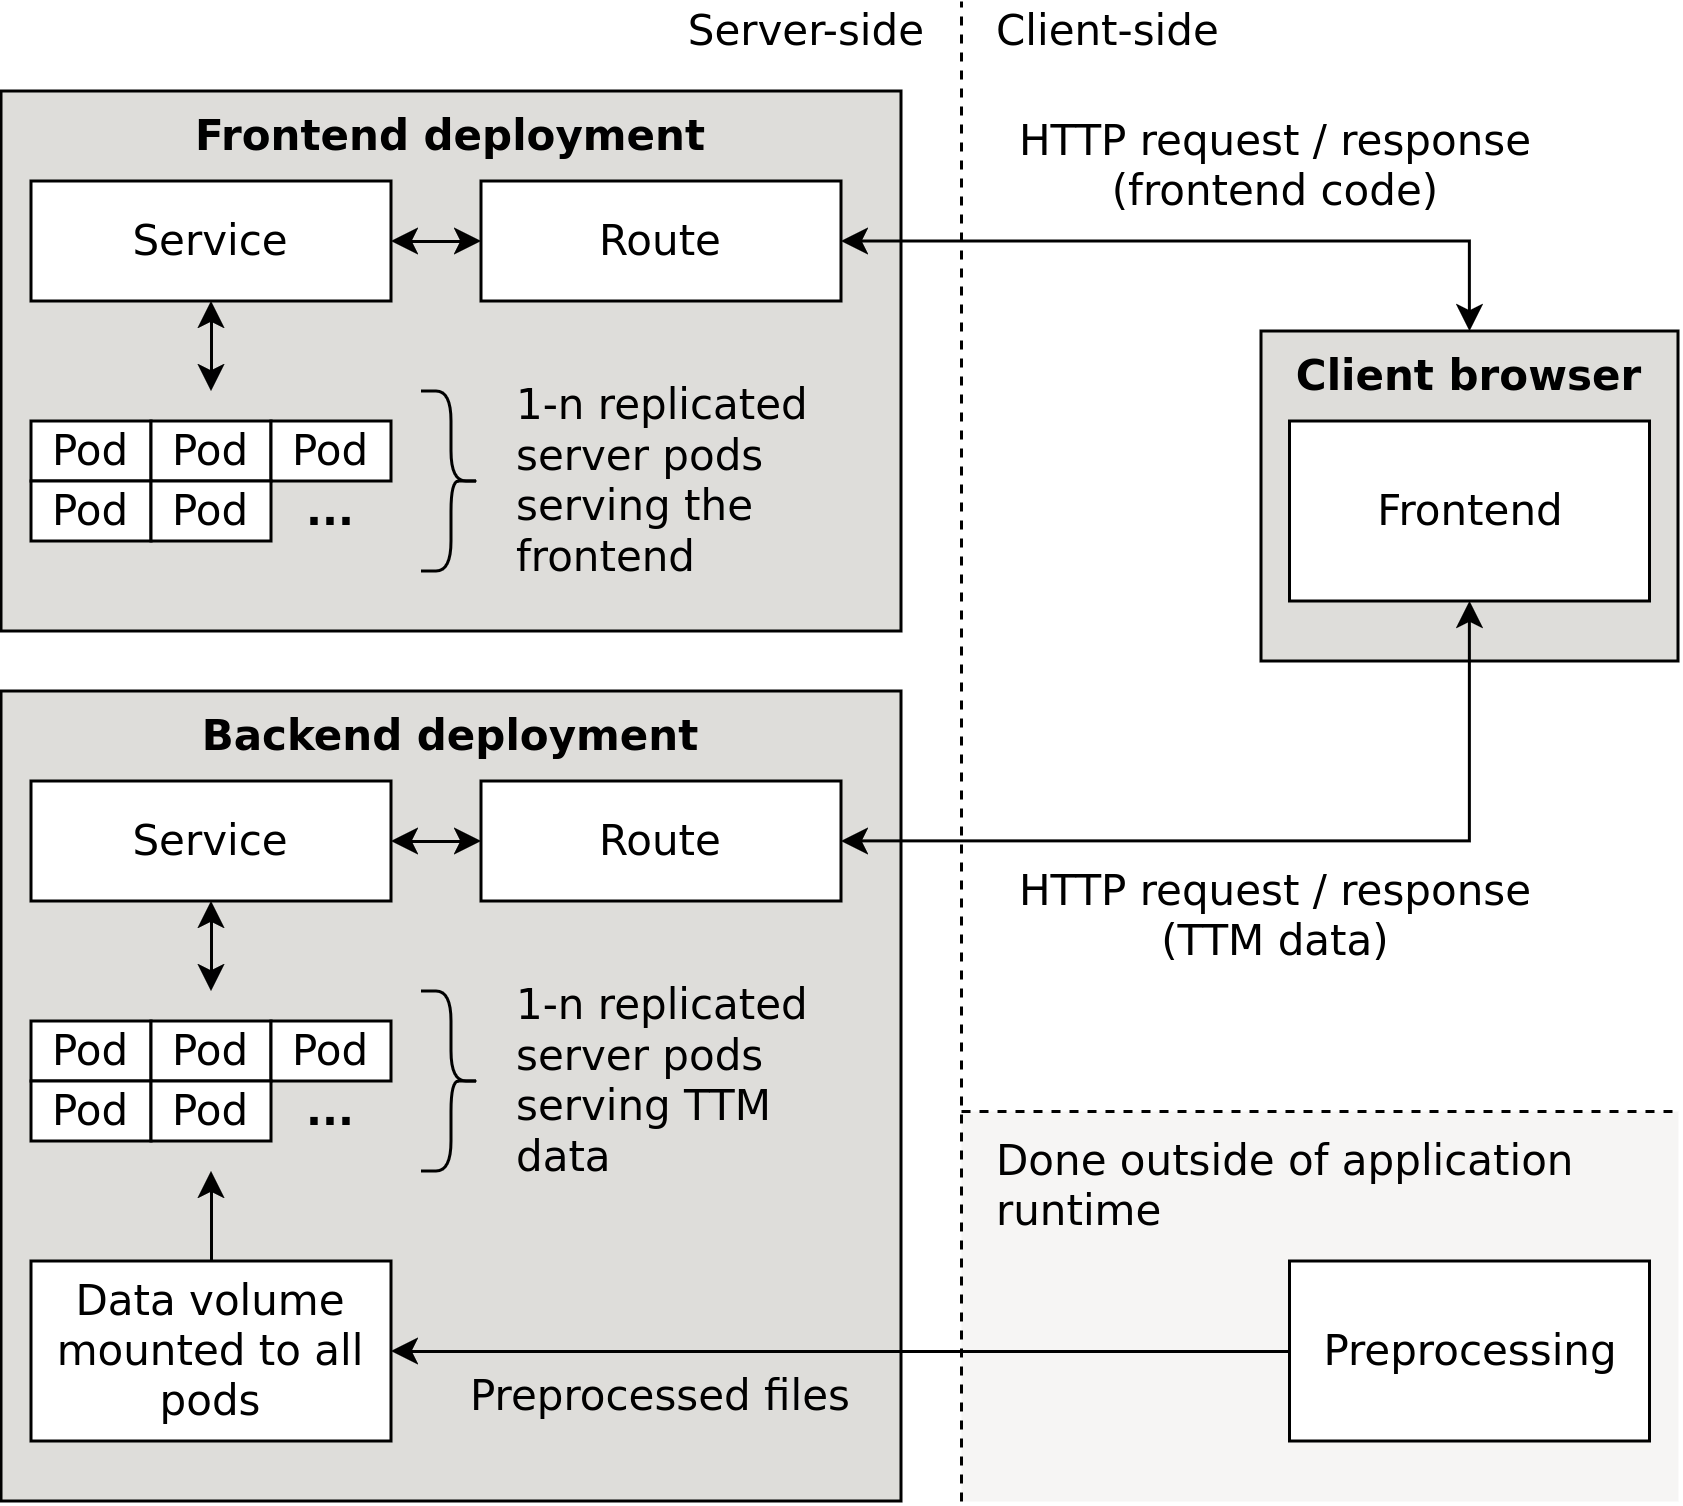 Server-side
Client-side
Frontend deployment
Service
Route
Pod
Pod
Pod
Pod
Pod
...
1-n replicated
server pods
serving the
frontend
HTTP request / response
(frontend code)
Client browser
Frontend
Backend deployment
Service
Route
HTTP request / response
(TTM data)
Pod
Pod
Pod
Pod
Pod
...
1-n replicated
server pods
serving TTM
data
Data volume
mounted to all
pods
Preprocessed files
Done outside of application
runtime
Preprocessing